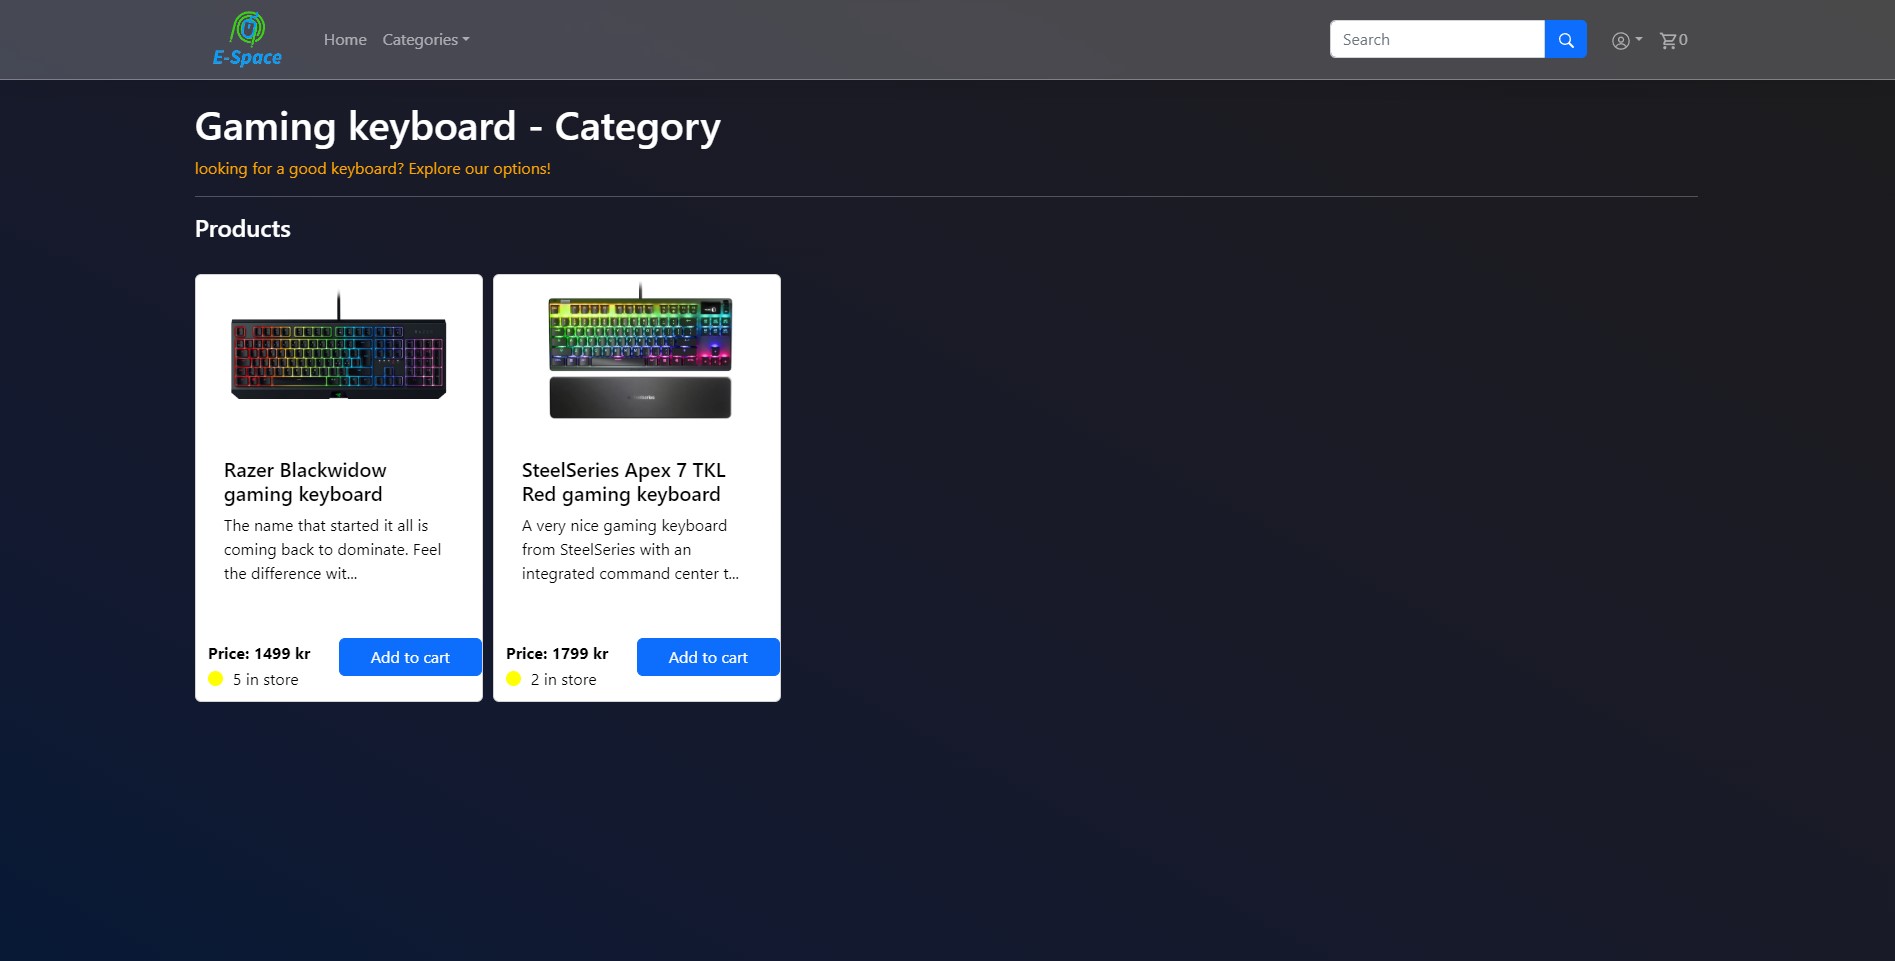 E-Space
Home
Categories
Search
0
Gaming keyboard - Category
looking for a good keyboard? Explore our options!
Products
Razer Blackwidow
gaming keyboard
The name that started it all is
coming back to dominate. Feel
the difference wit...
Price: 1499 kr
Add to cart
5 in store
SteelSeries Apex 7 TKL
Red gaming keyboard
A very nice gaming keyboard
from SteelSeries with an
integrated command center t...
Price: 1799 kr
Add to cart
2 in store